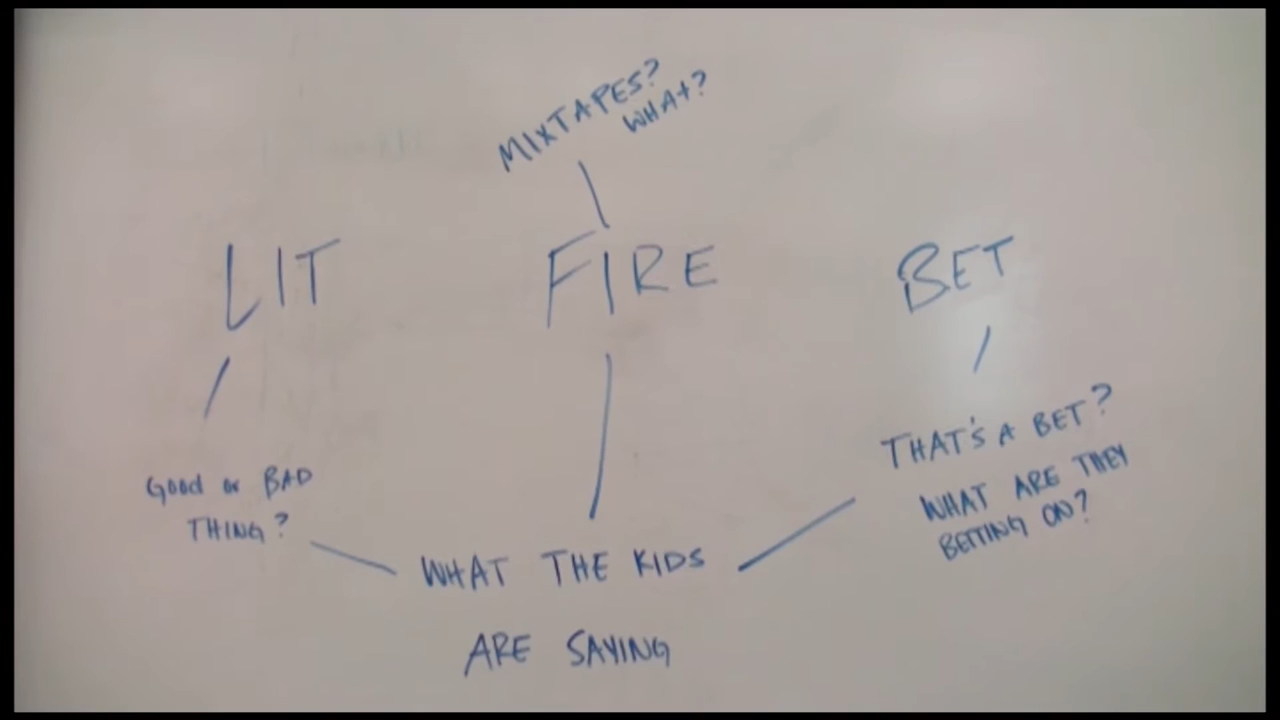 MIXTAPES?
WHAT?
LIT
FIRE
BET
GOOD OR BAD
THING?
THAT'S A BET?
WHAT ARE THEY
BETTING ON?
WHAT THE KIDS
ARE SAYING